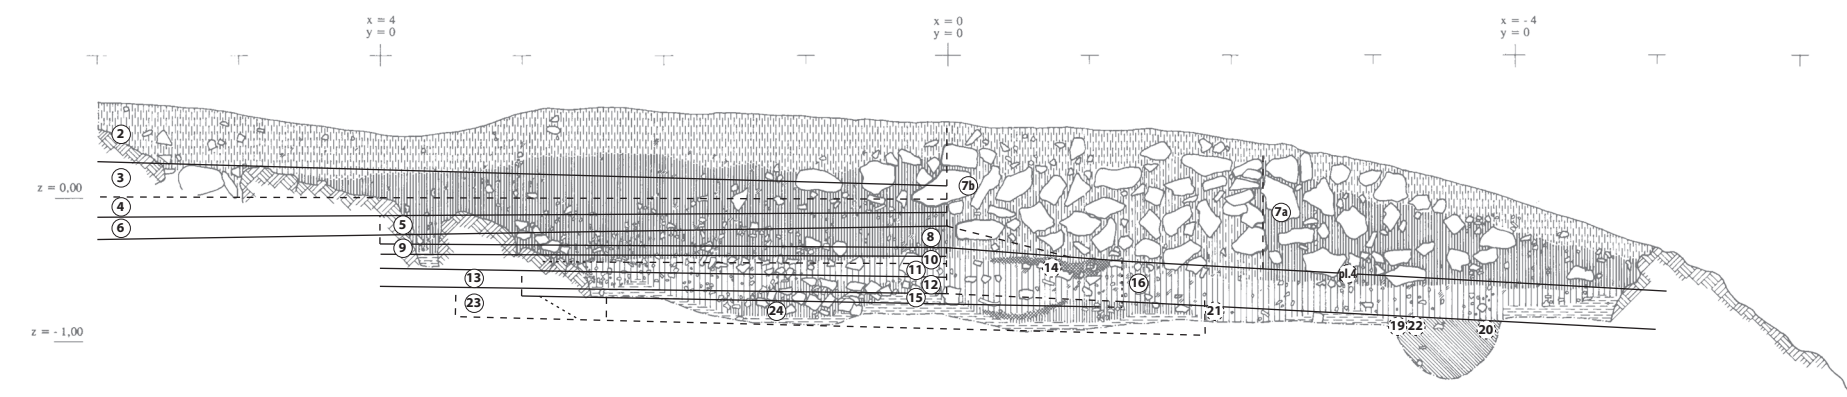 x = 4
y = 0
x = 0
y = 0
x = - 4
y = 0
2
3
z = 0,00
7b
4
7a
5
6
8
9
10
11
14
pl.4
13
12
16
15
23
24
21
19 22
20
z = - 1,00